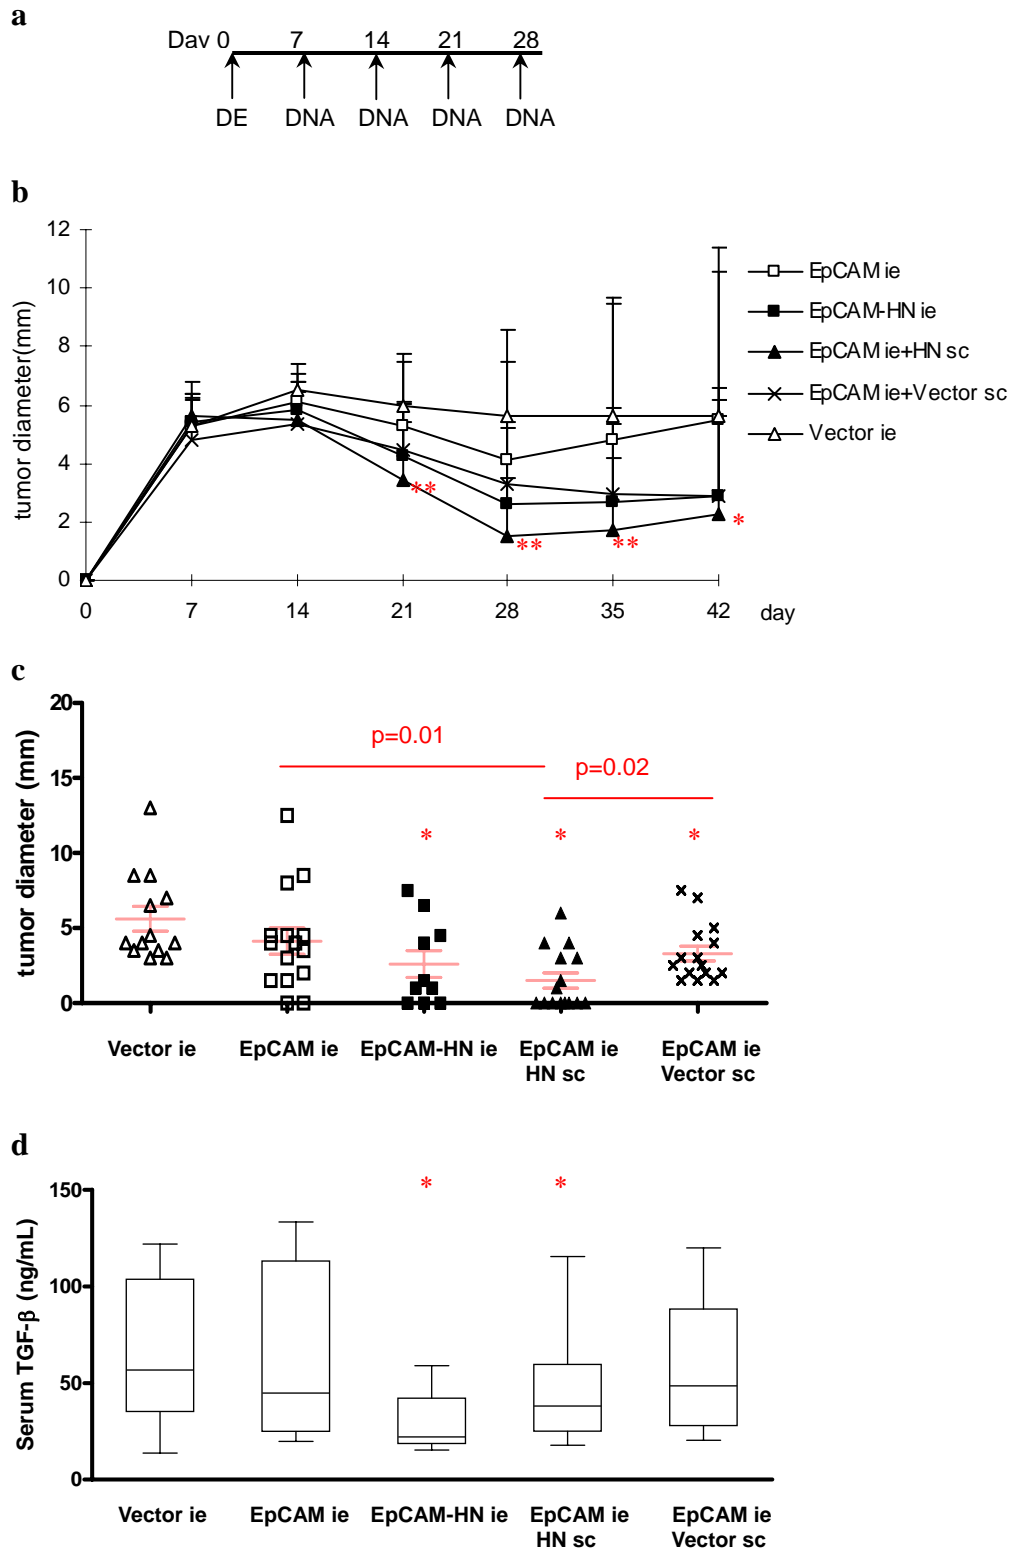 a
Dav 0 7 14 21 28
DE DNA DNA DNA DNA
b
12
10
8
6
4
2
0
tumor diameter(mm)
0 7 14 21 28 35 42 day
** ** ** *
EpCAM ie
EpCAM-HN ie
EpCAM ie+HN sc
EpCAM ie+Vector sc
Vector ie
c
20
15
10
5
0
tumor diameter (mm)
p=0.01
p=0.02
* * *
Vector ie EpCAM ie EpCAM-HN ie EpCAM ie EpCAM ie
HN sc Vector sc
d
150
100
50
0
Serum TGF-β (ng/mL)
* *
Vector ie EpCAM ie EpCAM-HN ie EpCAM ie EpCAM ie
HN sc Vector sc